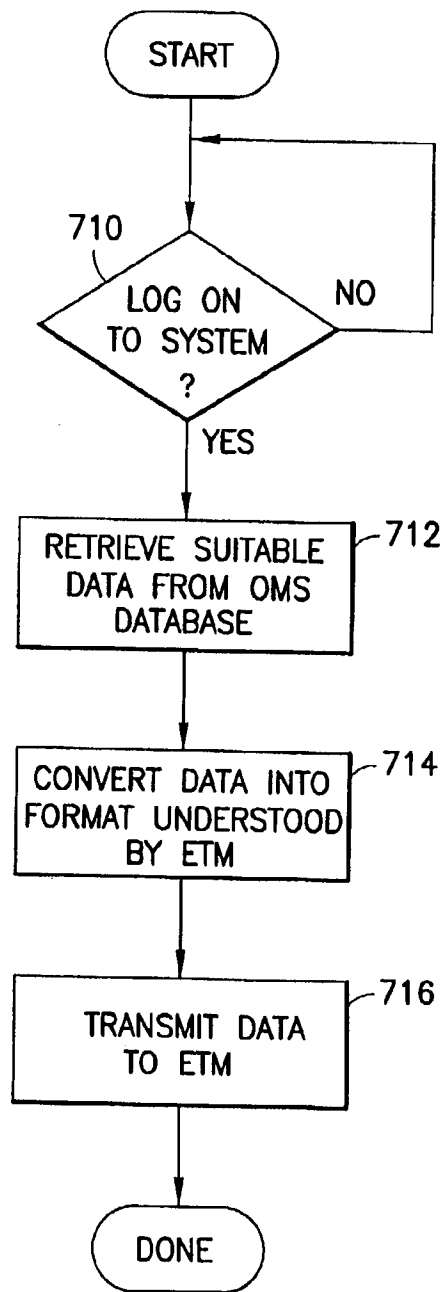 START
710
LOG ON
TO SYSTEM
?
NO
YES
RETRIEVE SUITABLE
DATA FROM OMS
DATABASE
712
CONVERT DATA INTO
FORMAT UNDERSTOOD
BY ETM
714
TRANSMIT DATA
TO ETM
716
DONE